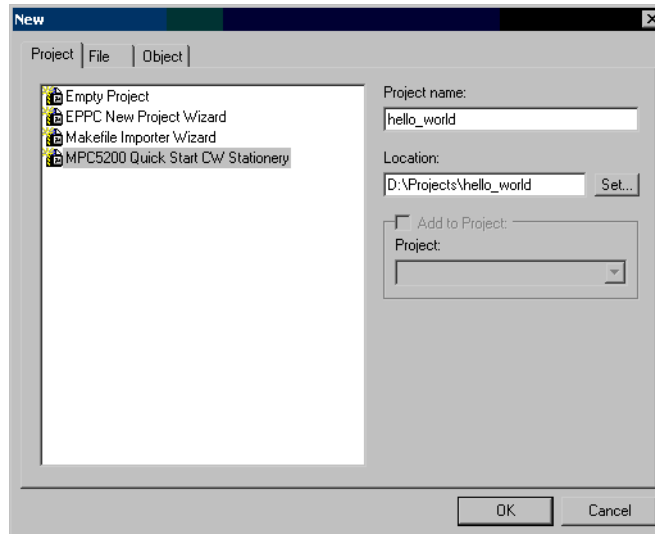 New
Project File Object
Empty Project
EPPC New Project Wizard
Makefile Importer Wizard
MPC5200 Quick Start CW Stationery
Project name:
hello_world
Location:
D:\Projects\hello_world Set...
Add to Project:
Project:
OK Cancel